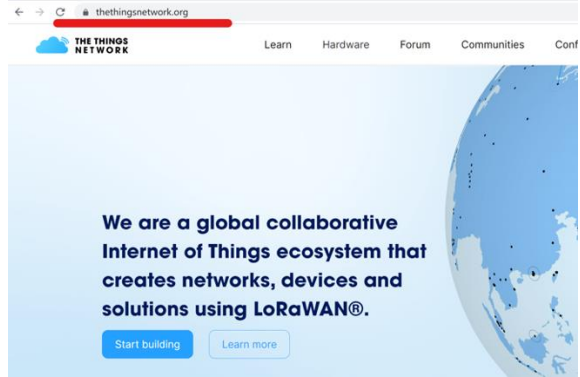 thethingsnetwork.org
THE THINGS
NETWORK
Learn Hardware Forum Communities Conf
We are a global collaborative
Internet of Things ecosystem that
creates networks, devices and
solutions using LoRaWAN®.
Start building Learn more